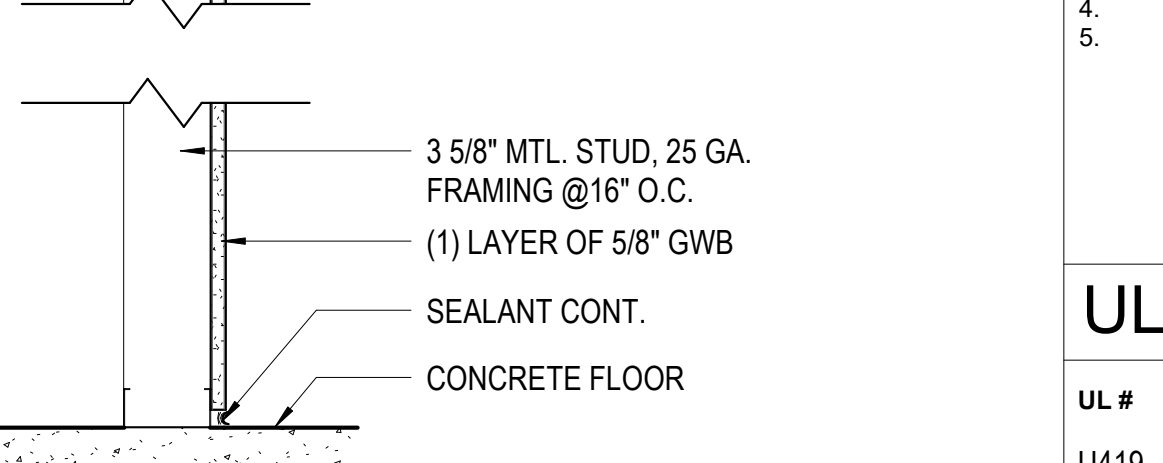 4.
5.
3 5/8" MTL. STUD, 25 GA.
FRAMING @16" O.C.
(1) LAYER OF 5/8" GWB
SEALANT CONT.
CONCRETE FLOOR
UL
UL #
U419